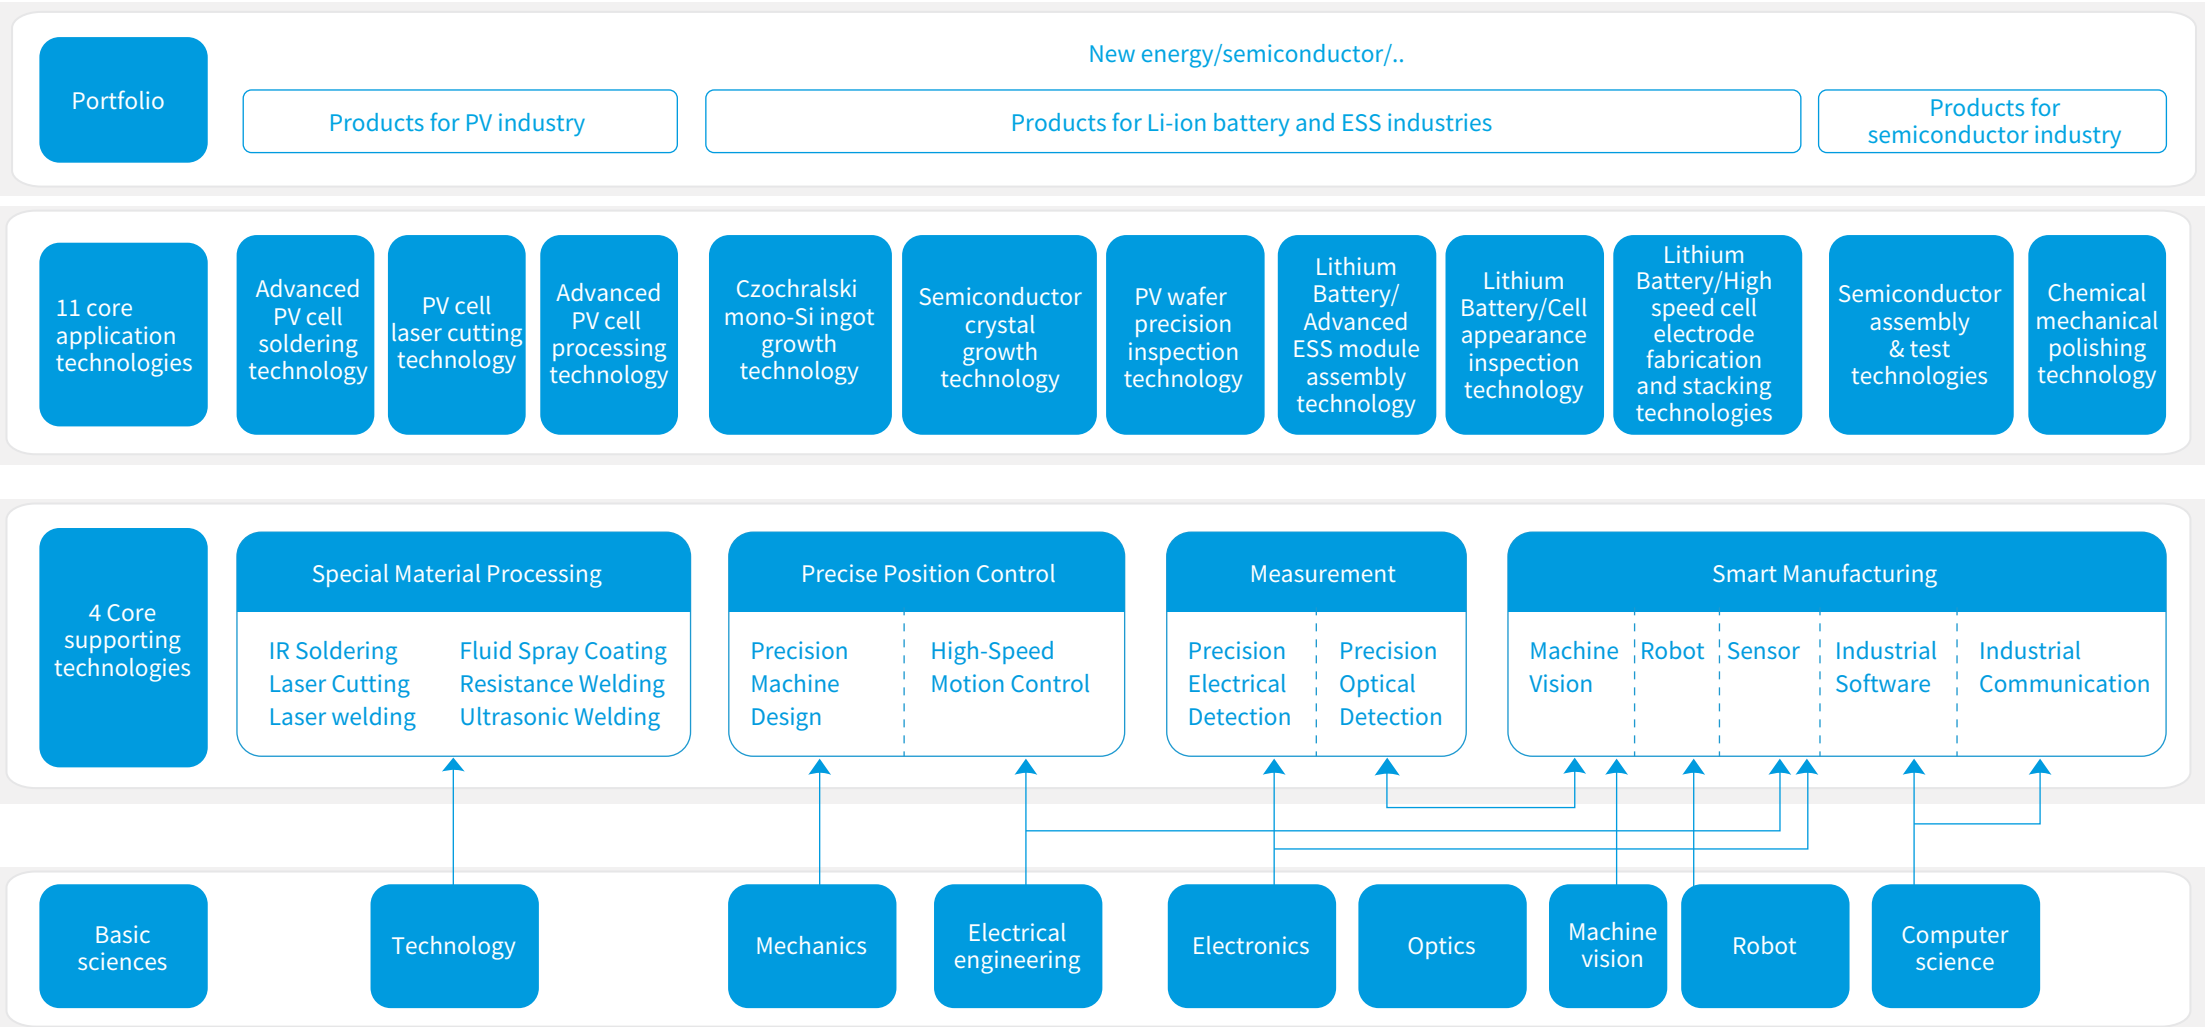 New energy/semiconductor/..
Portfolio
Products for PV industry
Products for Li-ion battery and ESS industries
Products for
semiconductor industry
11 core
application
technologies
Advanced
PV cell
soldering
technology
PV cell
laser cutting
technology
Advanced
PV cell
processing
technology
Czochralski
mono-Si ingot
growth
technology
Semiconductor
crystal
growth
technology
PV wafer
precision
inspection
technology
Lithium
Battery/
Advanced
ESS module
assembly
technology
Lithium
Battery/Cell
appearance
inspection
technology
Lithium
Battery/High
speed cell
electrode
fabrication
and stacking
technologies
Semiconductor
assembly
& test
technologies
Chemical
mechanical
polishing
technology
4 Core
supporting
technologies
Special Material Processing
IR Soldering
Laser Cutting
Laser welding
Fluid Spray Coating
Resistance Welding
Ultrasonic Welding
Precise Position Control
Precision
Machine
Design
High-Speed
Motion Control
Measurement
Precision
Electrical
Detection
Precision
Optical
Detection
Smart Manufacturing
Machine
Vision
Robot
Sensor
Industrial
Software
Industrial
Communication
Basic
sciences
Technology
Mechanics
Electrical
engineering
Electronics
Optics
Machine
vision
Robot
Computer
science